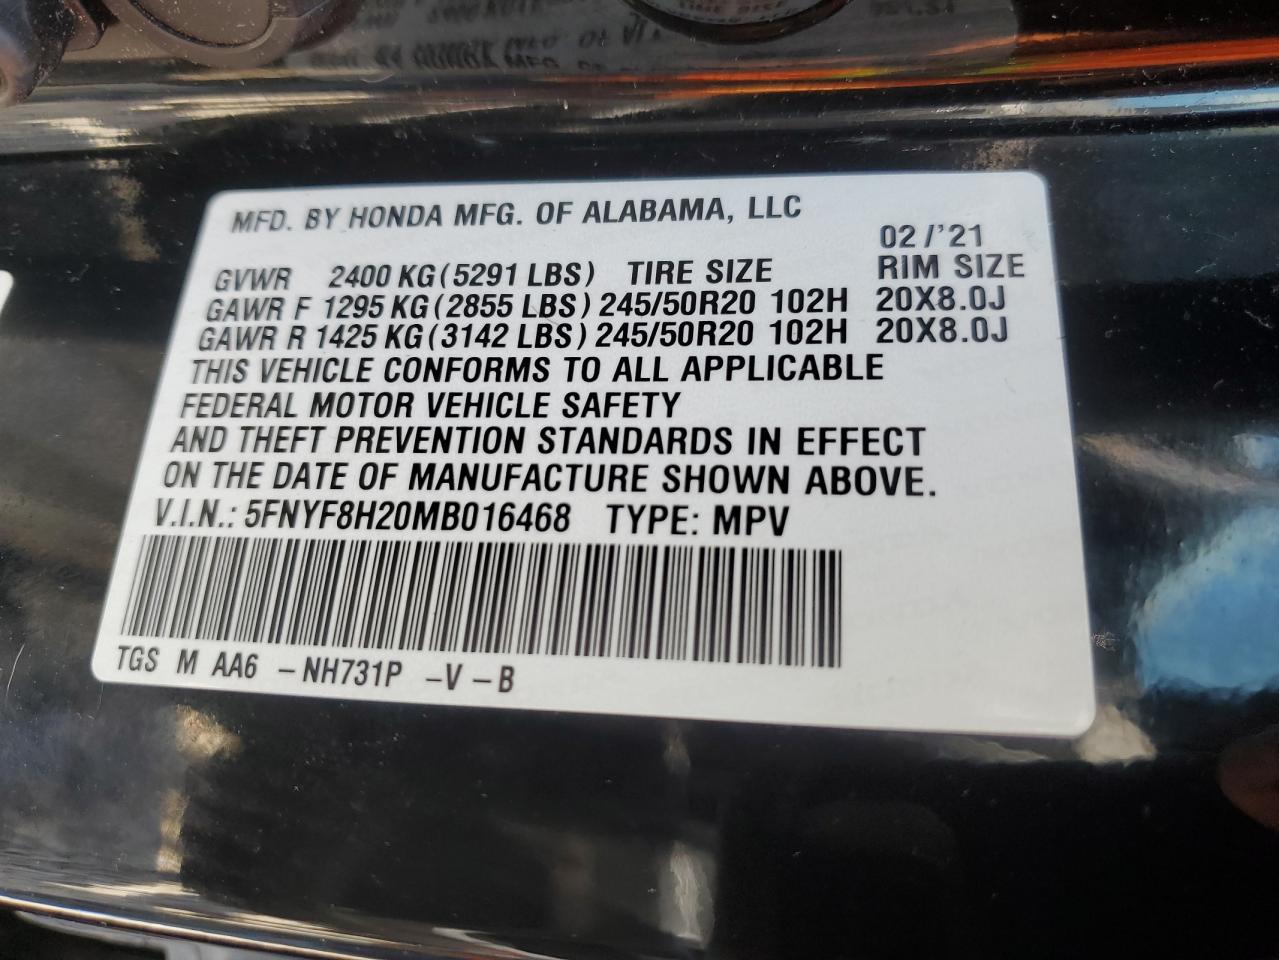 MFD. BY HONDA MFG. OF ALABAMA, LLC
02/'21
GVWR 2400 KG(5291 LBS) TIRE SIZE RIM SIZE
GAWR F 1295 KG(2855 LBS) 245/50R20 102H 20X8.0J
GAWR R 1425 KG(3142 LBS) 245/50R20 102H 20X8.0J
THIS VEHICLE CONFORMS TO ALL APPLICABLE
FEDERAL MOTOR VEHICLE SAFETY
AND THEFT PREVENTION STANDARDS IN EFFECT
ON THE DATE OF MANUFACTURE SHOWN ABOVE.
V.I.N.: 5FNYF8H20MB016468 TYPE: MPV
TGS M AA6 -NH731P -V -B